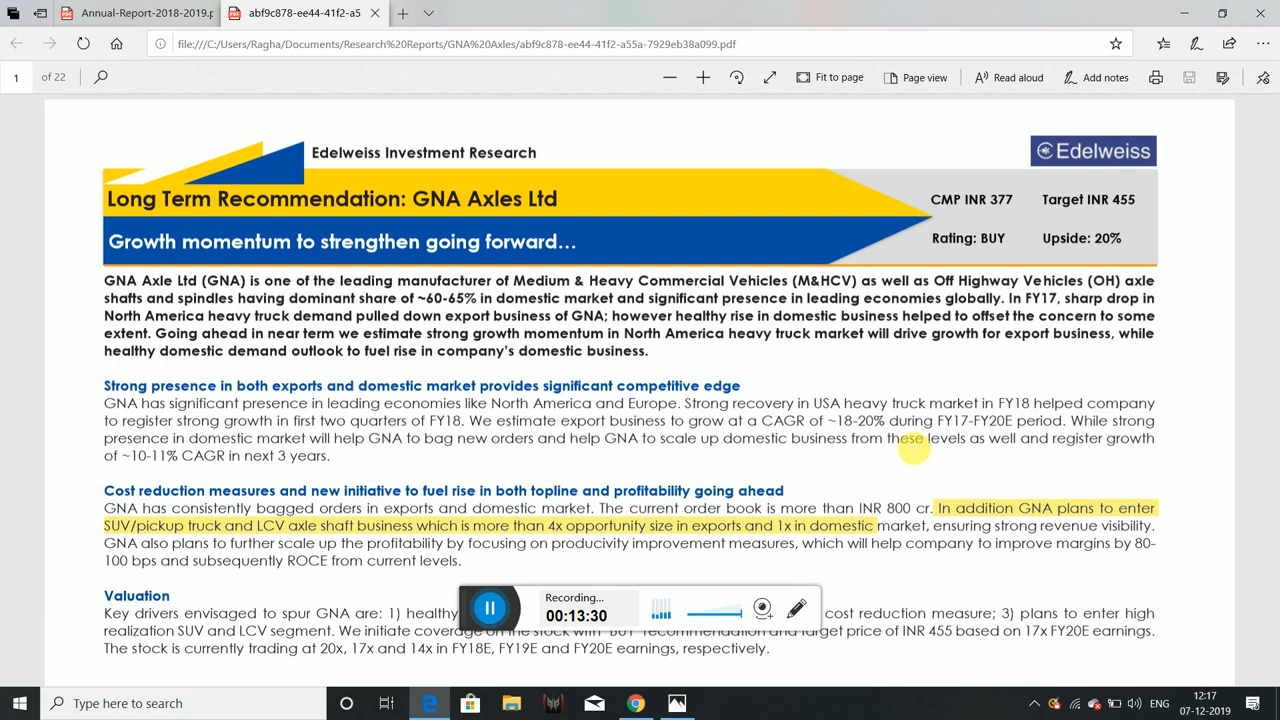 Annual-Report-2018-2019.p
abf9c878-ee44-41f2-a5
file:///C:/Users/Ragha/Documents/Research%20Reports/GNA%20Axles/abf9c878-ee44-41f2-a55a-7929eb38a099.pdf
1 of 22 Fit to page Page view Read aloud Add notes
Edelweiss Investment Research
Edelweiss
Long Term Recommendation: GNA Axles Ltd
CMP INR 377 Target INR 455
Growth momentum to strengthen going forward...
Rating: BUY Upside: 20%
GNA Axle Ltd (GNA) is one of the leading manufacturer of Medium & Heavy Commercial Vehicles (M&HCV) as well as Off Highway Vehicles (OH) axle
shafts and spindles having dominant share of ~60-65% in domestic market and significant presence in leading economies globally. In FY17, sharp drop in
North America heavy truck demand pulled down export business of GNA; however healthy rise in domestic business helped to offset the concern to some
extent. Going ahead in near term we estimate strong growth momentum in North America heavy truck market will drive growth for export business, while
healthy domestic demand outlook to fuel rise in company's domestic business.
Strong presence in both exports and domestic market provides significant competitive edge
GNA has significant presence in leading economies like North America and Europe. Strong recovery in USA heavy truck market in FY18 helped company
to register strong growth in first two quarters of FY18. We estimate export business to grow at a CAGR of ~18-20% during FY17-FY20E period. While strong
presence in domestic market will help GNA to bag new orders and help GNA to scale up domestic business from these levels as well and register growth
of ~10-11% CAGR in next 3 years.
Cost reduction measures and new initiative to fuel rise in both topline and profitability going ahead
GNA has consistently bagged orders in exports and domestic market. The current order book is more than INR 800 cr. In addition GNA plans to enter
SUV/pickup truck and LCV axle shaft business which is more than 4x opportunity size in exports and 1x in domestic market, ensuring strong revenue visibility.
GNA also plans to further scale up the profitability by focusing on producivity improvement measures, which will help company to improve margins by 80-
100 bps and subsequently ROCE from current levels.
Valuation
Key drivers envisaged to spur GNA are: 1) healthy cost reduction measure; 3) plans to enter high
realization SUV and LCV segment. We initiate coverage on the stock with 'BUY' recommendation and target price of INR 455 based on 17x FY20E earnings.
The stock is currently trading at 20x, 17x and 14x in FY18E, FY19E and FY20E earnings, respectively.
Recording...
00:13:30
Type here to search
ENG
12:17
07-12-2019